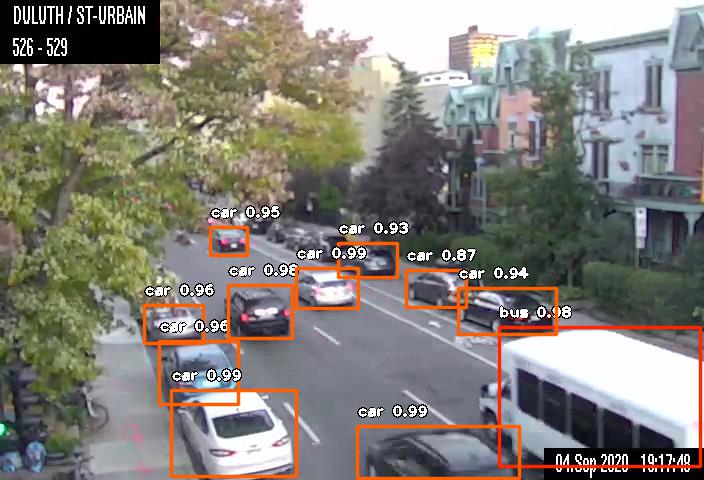 DULUTH / ST-URBAIN
526 - 529
car 0.95
car 0.93
car 0.99
car 0.87
car 0.98
car 0.94
car 0.96
bus 0.98
car 0.96
car 0.99
car 0.99
04 Sep 2020 - 19:17:49